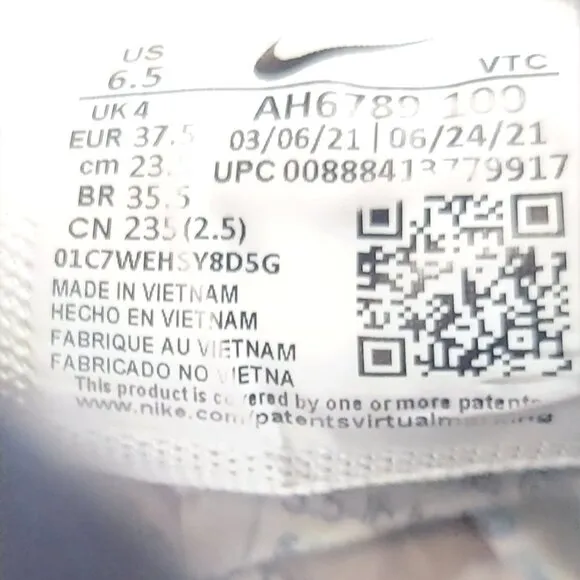 US
6.5
VTC
UK 4
AH6789 100
EUR 37.5
03/06/21 | 06/24/21
cm 23.
UPC 00888413779917
BR 35.5
CN 235 (2.5)
01C7WEHSY8D5G
MADE IN VIETNAM
HECHO EN VIETNAM
FABRIQUE AU VIETNAM
FABRICADO NO VIETNA
This product is covered by one or more patent
www.nike.com/patents